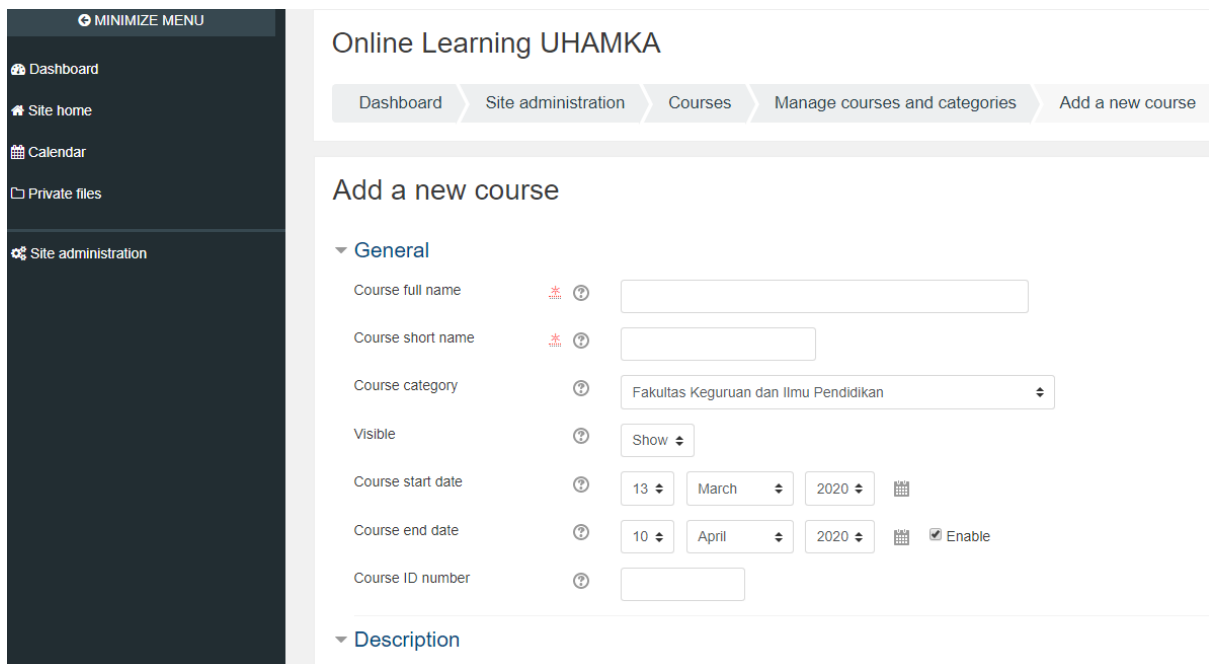 MINIMIZE MENU
Dashboard
Site home
Calendar
Private files
Site administration
Online Learning UHAMKA
Dashboard Site administration Courses Manage courses and categories Add a new course
Add a new course
General
Course full name
Course short name
Course category Fakultas Keguruan dan Ilmu Pendidikan
Visible Show
Course start date 13 March 2020
Course end date 10 April 2020 Enable
Course ID number
Description